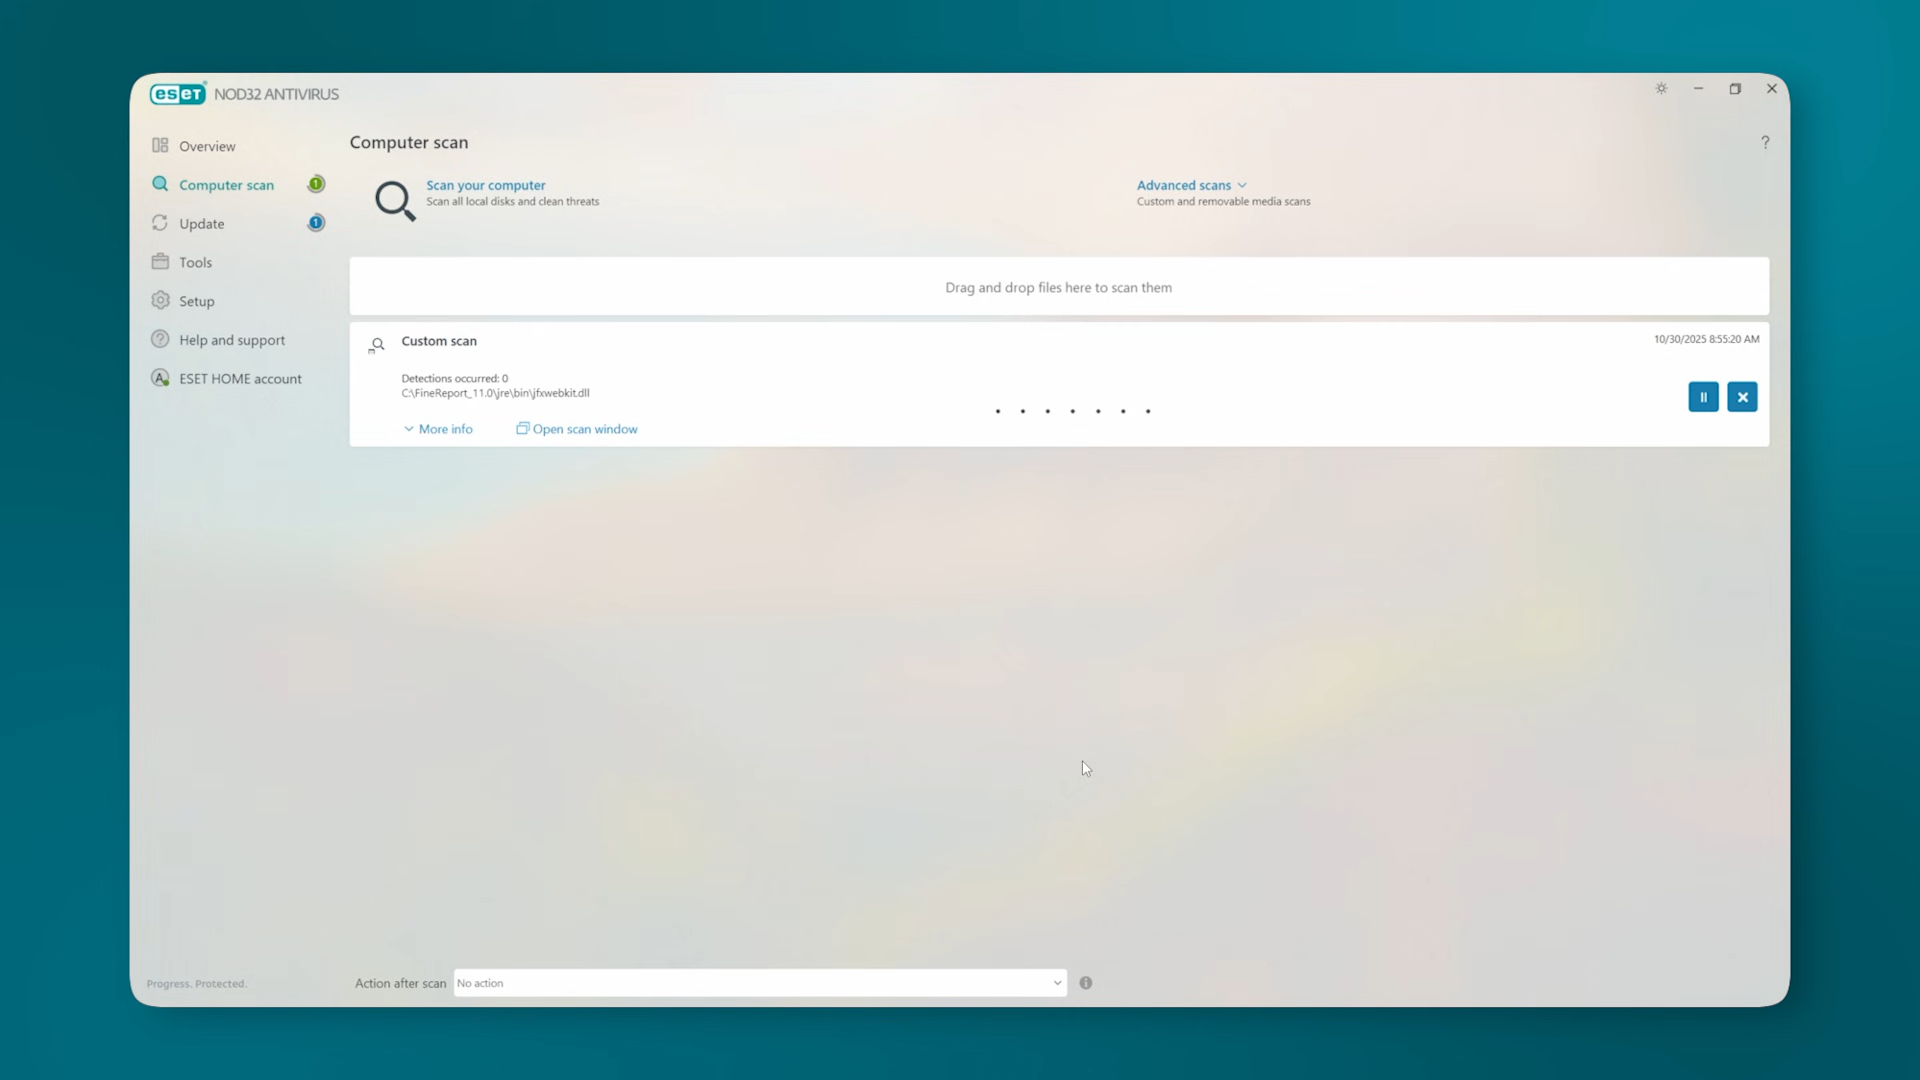 eset NOD32 ANTIVIRUS
Overview
Computer scan 1
Update 1
Tools
Setup
Help and support
ESET HOME account
Computer scan
?
Scan your computer
Scan all local disks and clean threats
Advanced scans
Custom and removable media scans
Drag and drop files here to scan them
Custom scan
10/30/2025 8:55:20 AM
Detections occurred: 0
C:\FineReport_11.0\jre\bin\jfxwebkit.dll
More info
Open scan window
Progress. Protected.
Action after scan No action